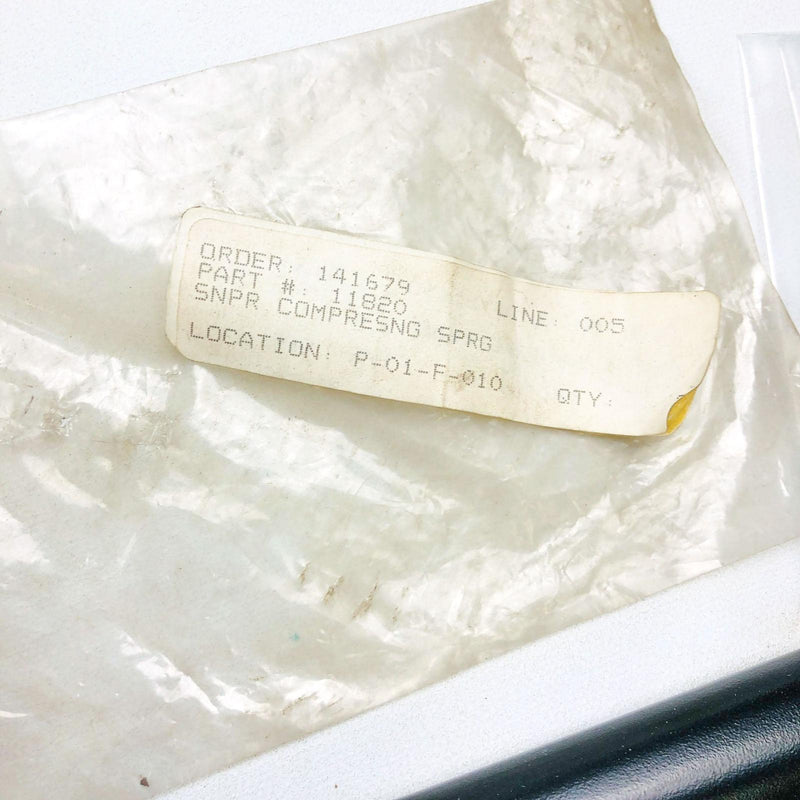 ORDER: 141679
PART #: 11820 LINE: 005
SNPR COMPRESNG SPRG
LOCATION: P-01-F-010 QTY: